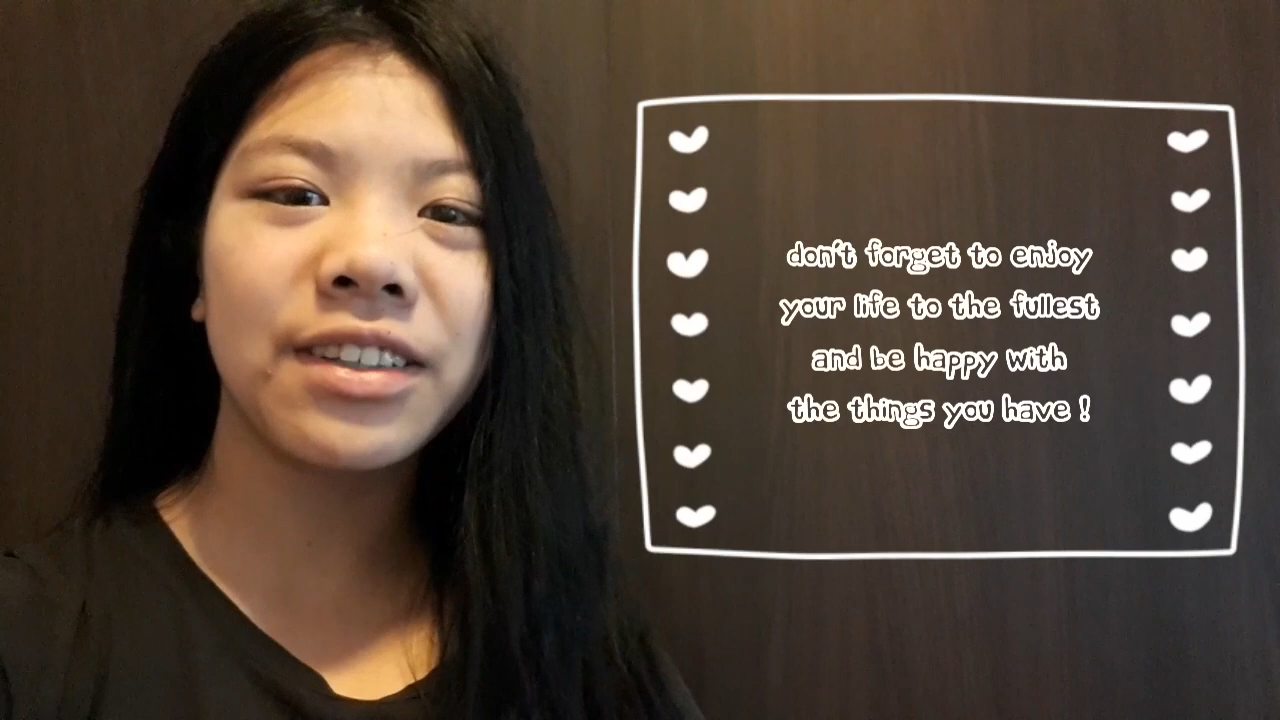 don't forget to enjoy
your life to the fullest
and be happy with
the things you have !